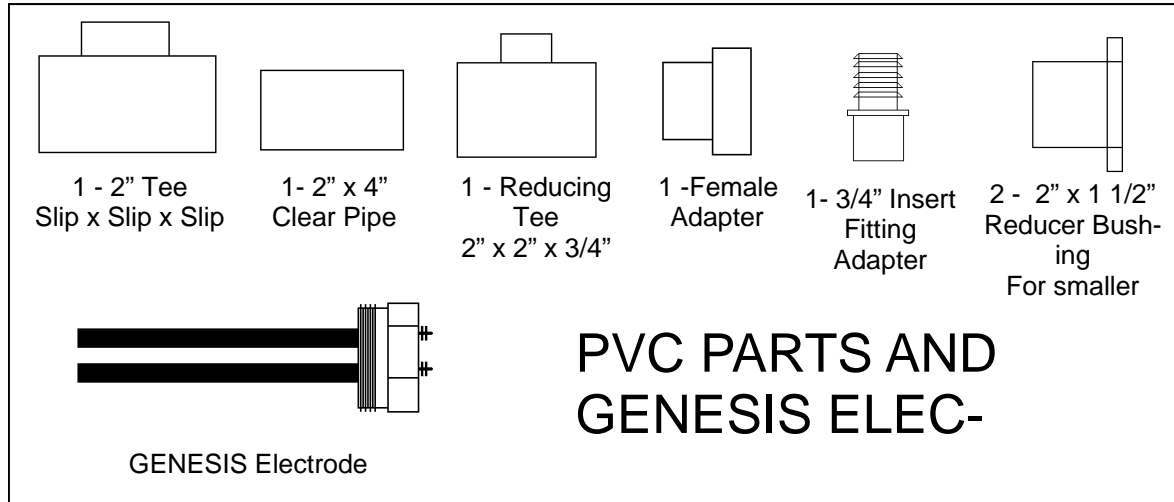 1 - 2” Tee
Slip x Slip x Slip
1- 2” x 4”
Clear Pipe
1 - Reducing
Tee
2” x 2” x 3/4”
1 -Female
Adapter
1- 3/4” Insert
Fitting
Adapter
2 - 2” x 1 1/2”
Reducer Bush-
ing
For smaller
GENESIS Electrode
PVC PARTS AND
GENESIS ELEC-